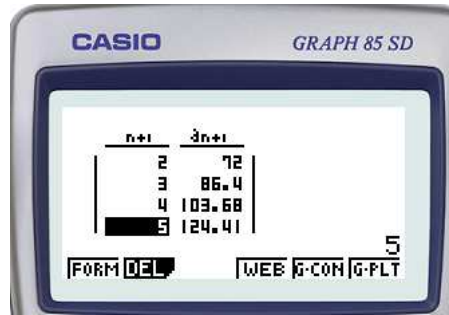 CASIO GRAPH 85 SD
n+1 an+1
2 72
3 86.4
4 103.68
5 124.41
5
FORM DEL WEB G·CON G·PLT